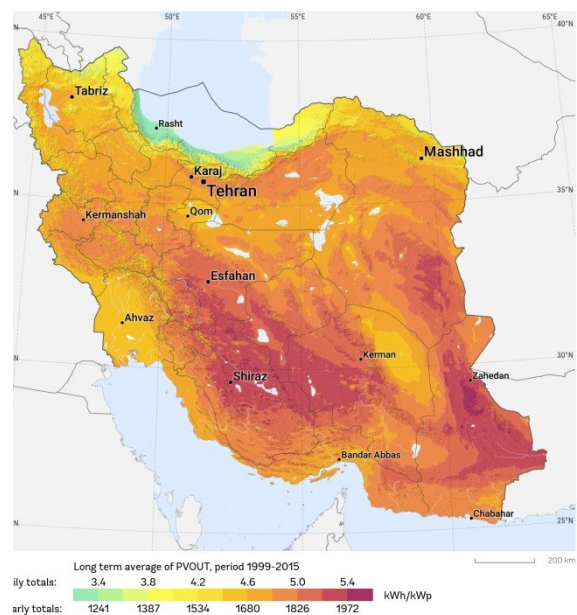 45°E 50°E 55°E 60°E 65°E
°N 40°N
Tabriz
Rasht
Mashhad
Karaj
Tehran
°N 35°N
Kermanshah
Qom
Esfahan
Ahvaz
°N 30°N
Kerman
Shiraz
Zahedan
Bandar Abbas
Chabahar
N 25°N
Long term average of PVOUT, period 1999-2015
200 km
ily totals: 3.4 3.8 4.2 4.6 5.0 5.4
kWh/kWp
arly totals: 1241 1387 1534 1680 1826 1972